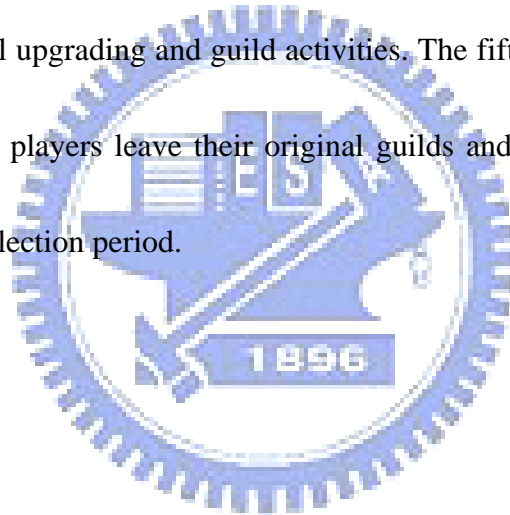 l upgrading and guild activities. The fift
players leave their original guilds and
lection period.
E S
1896